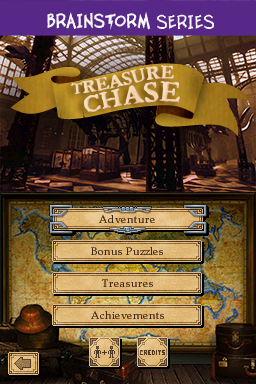 BRAINSTORM SERIES
TREASURE
CHASE
Adventure
Bonus Puzzles
Treasures
Achievements
CREDITS